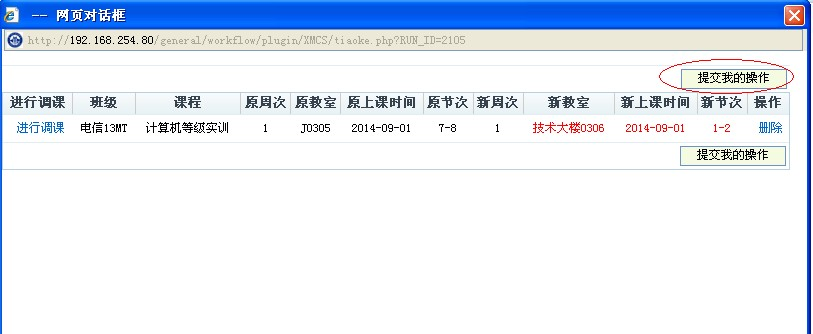 -- 网页对话框
http://192.168.254.80/general/workflow/plugin/XMCS/tiaoke.php?RUN_ID=2105
提交我的操作
进行调课 班级 课程 原周次 原教室 原上课时间 原节次 新周次 新教室 新上课时间 新节次 操作
进行调课 电信13MT 计算机等级实训 1 J0305 2014-09-01 7-8 1 技术大楼0306 2014-09-01 1-2 删除
提交我的操作